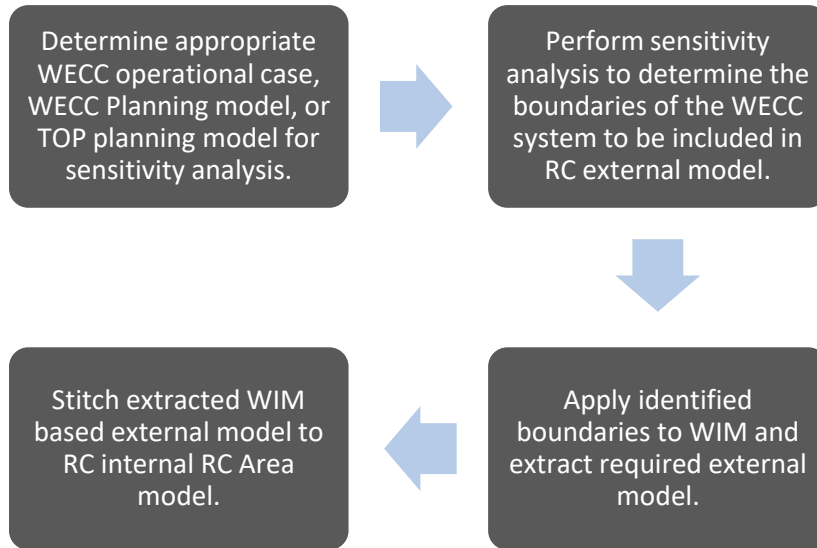 Determine appropriate
WECC operational case,
WECC Planning model, or
TOP planning model for
sensitivity analysis.
Perform sensitivity
analysis to determine the
boundaries of the WECC
system to be included in
RC external model.
Apply identified
boundaries to WIM and
extract required external
model.
Stitch extracted WIM
based external model to
RC internal RC Area
model.